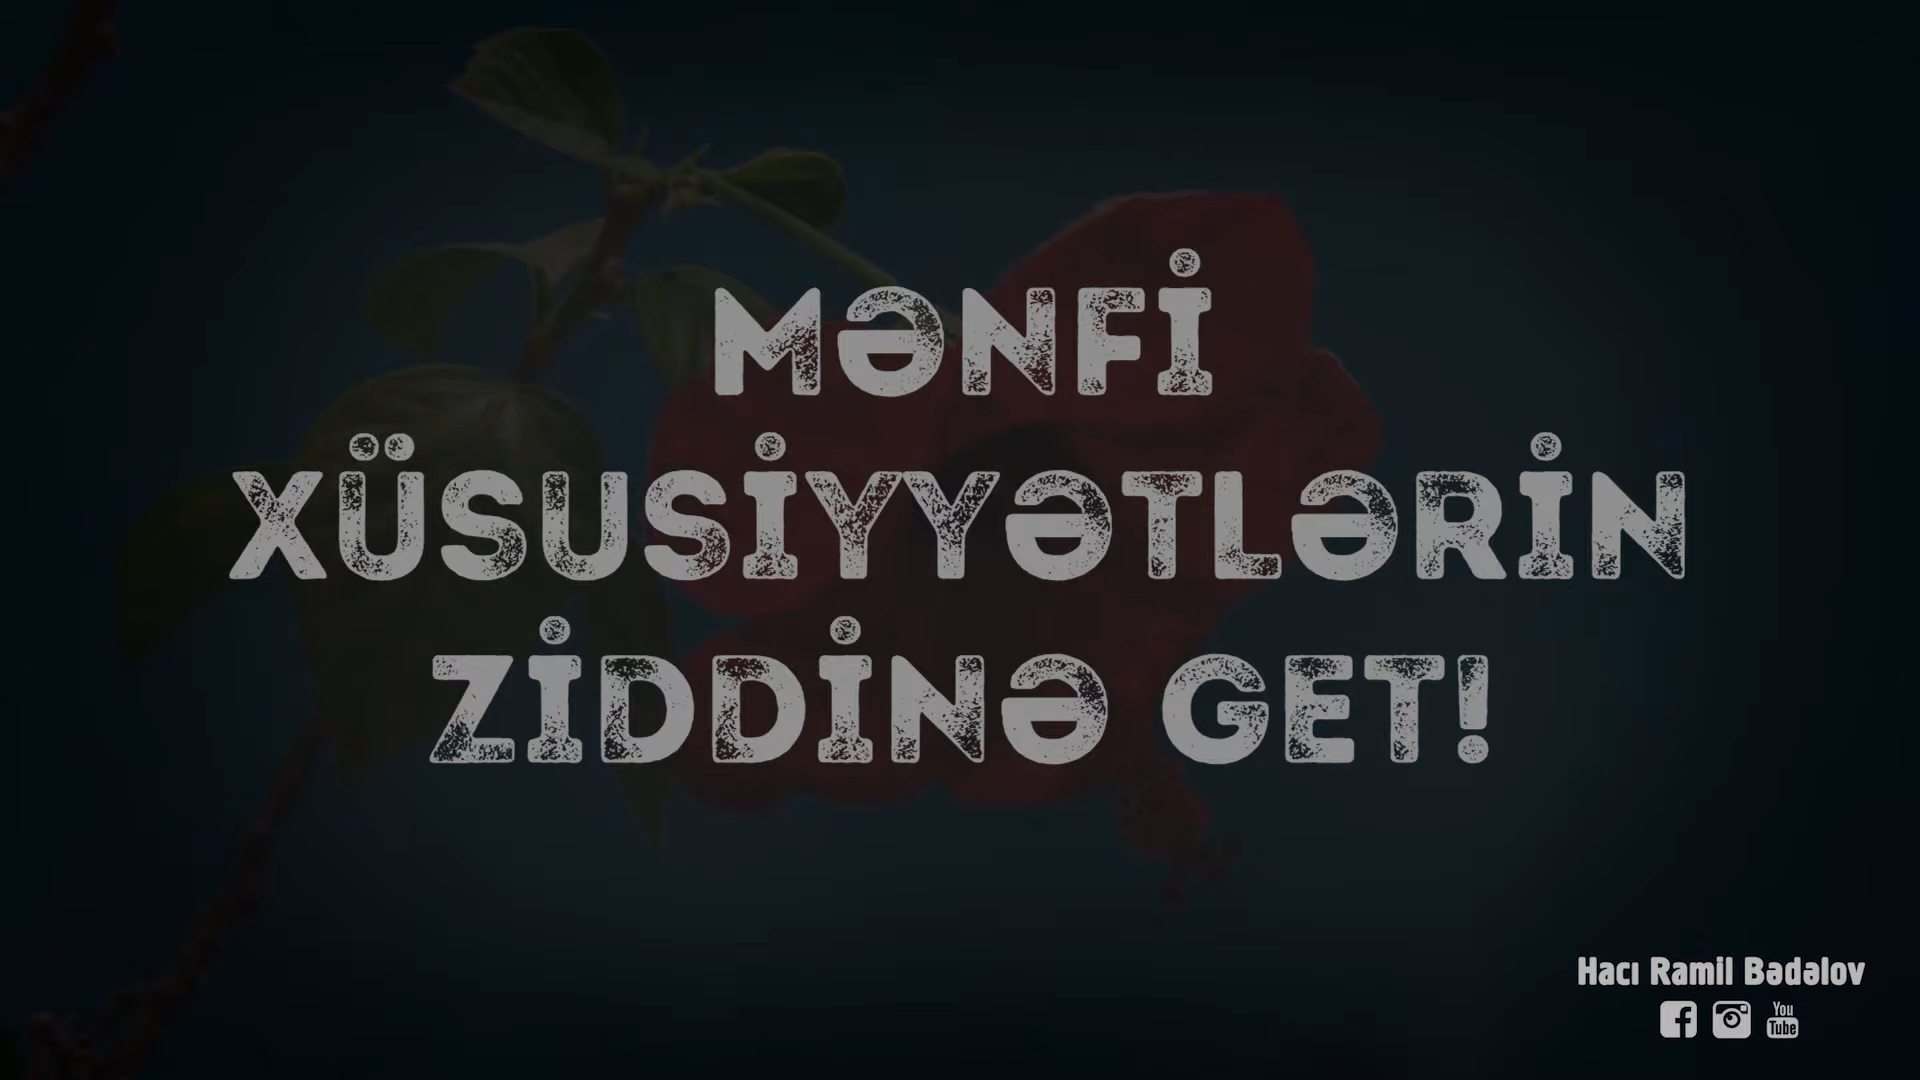 MƏNFİ
XÜSUSİYYƏTLƏRİN
ZİDDİNƏ GET!
Hacı Ramil Bədəlov
You
Tube